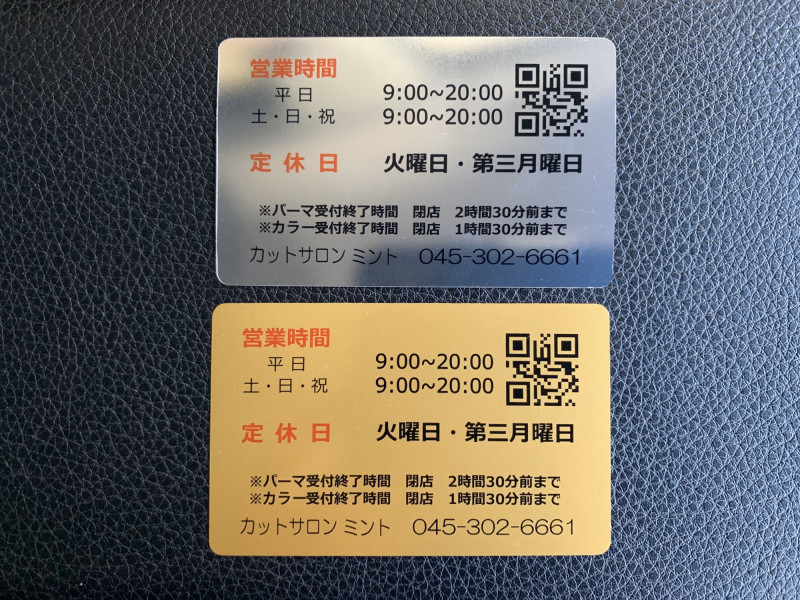 営業時間
平日 9:00~20:00
土・日・祝 9:00~20:00
定休日 火曜日・第三月曜日
※パーマ受付終了時間 閉店 2時間30分前まで
※カラー受付終了時間 閉店 1時間30分前まで
カットサロン ミント 045-302-6661
営業時間
平日 9:00~20:00
土・日・祝 9:00~20:00
定休日 火曜日・第三月曜日
※パーマ受付終了時間 閉店 2時間30分前まで
※カラー受付終了時間 閉店 1時間30分前まで
カットサロン ミント 045-302-6661